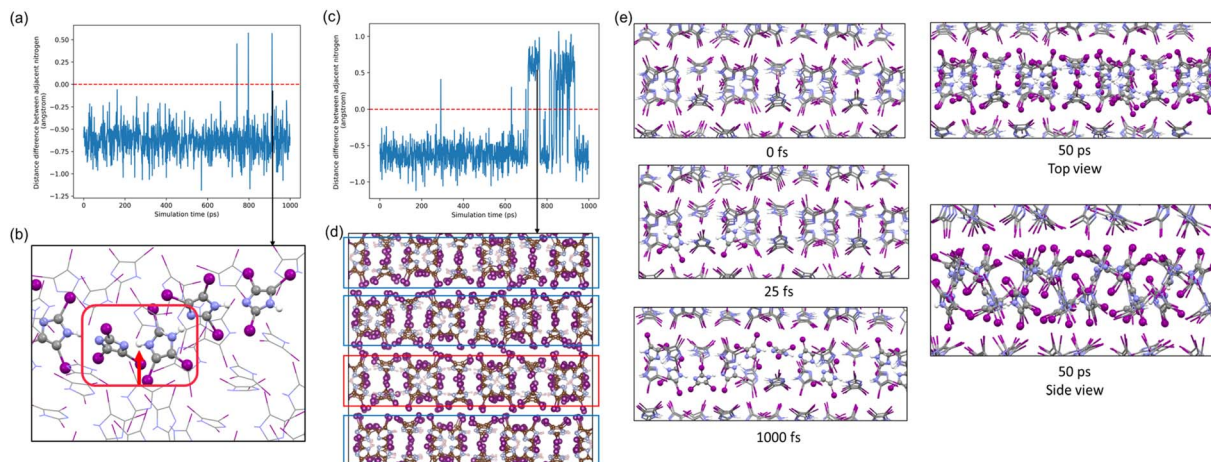 (a)
Distance difference between adjacent nitrogen
(angstrom)
0.50
0.25
0.00
−0.25
−0.50
−0.75
−1.00
−1.25
0
200
400
600
800
1000
Simulation time (ps)
(b)
(c)
Distance difference between adjacent nitrogen
(angstrom)
1.0
0.5
0.0
−0.5
−1.0
0
200
400
600
800
1000
Simulation time (ps)
(d)
(e)
0 fs
25 fs
1000 fs
50 ps
Top view
50 ps
Side view